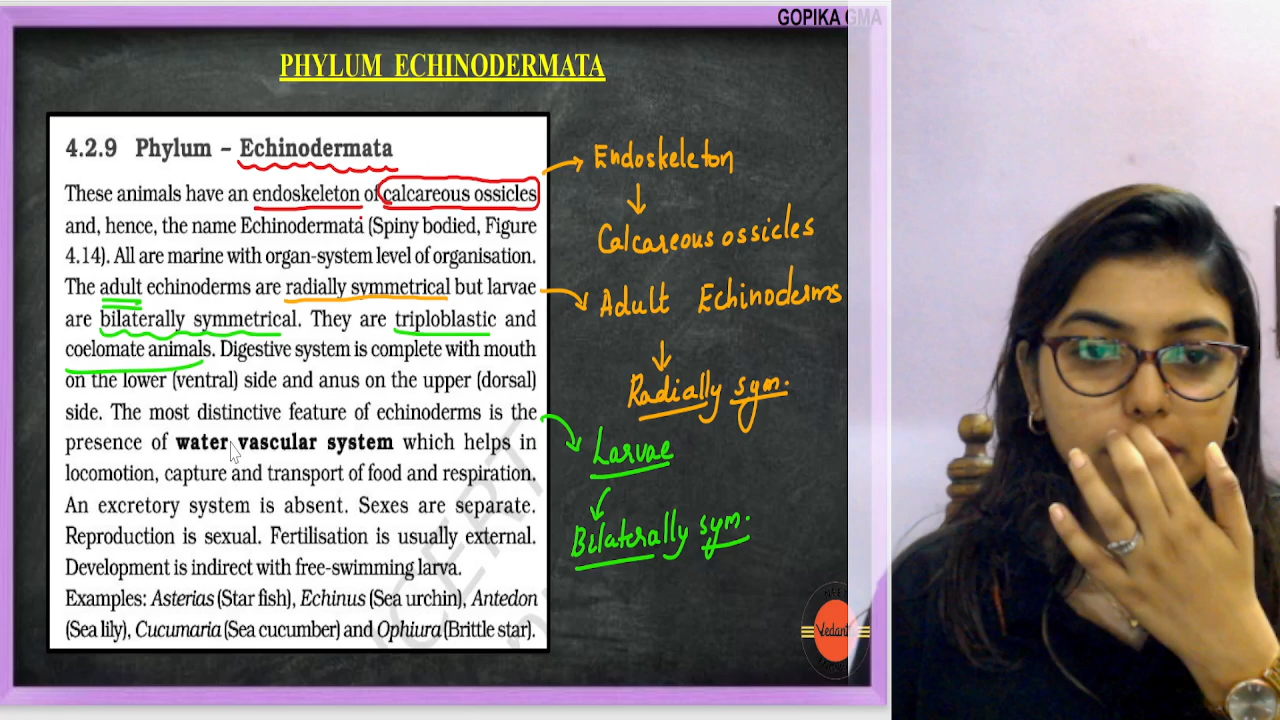 GOPIKA GMA
PHYLUM ECHINODERMATA
4.2.9 Phylum – Echinodermata
These animals have an endoskeleton of calcareous ossicles
and, hence, the name Echinodermata (Spiny bodied, Figure
4.14). All are marine with organ-system level of organisation.
The adult echinoderms are radially symmetrical but larvae
are bilaterally symmetrical. They are triploblastic and
coelomate animals. Digestive system is complete with mouth
on the lower (ventral) side and anus on the upper (dorsal)
side. The most distinctive feature of echinoderms is the
presence of water vascular system which helps in
locomotion, capture and transport of food and respiration.
An excretory system is absent. Sexes are separate.
Reproduction is sexual. Fertilisation is usually external.
Development is indirect with free-swimming larva.
Examples: Asterias (Star fish), Echinus (Sea urchin), Antedon
(Sea lily), Cucumaria (Sea cucumber) and Ophiura (Brittle star).
Endoskeleton
Calcareous ossicles
Adult Echinoderms
Radially sym.
Larvae
Bilaterally sym.